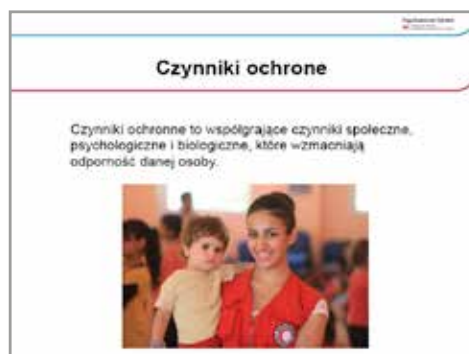 Czynniki ochrone
Czynniki ochronne to współgrające czynniki społeczne,
psychologiczne i biologiczne, które wzmacniają
odporność danej osoby.